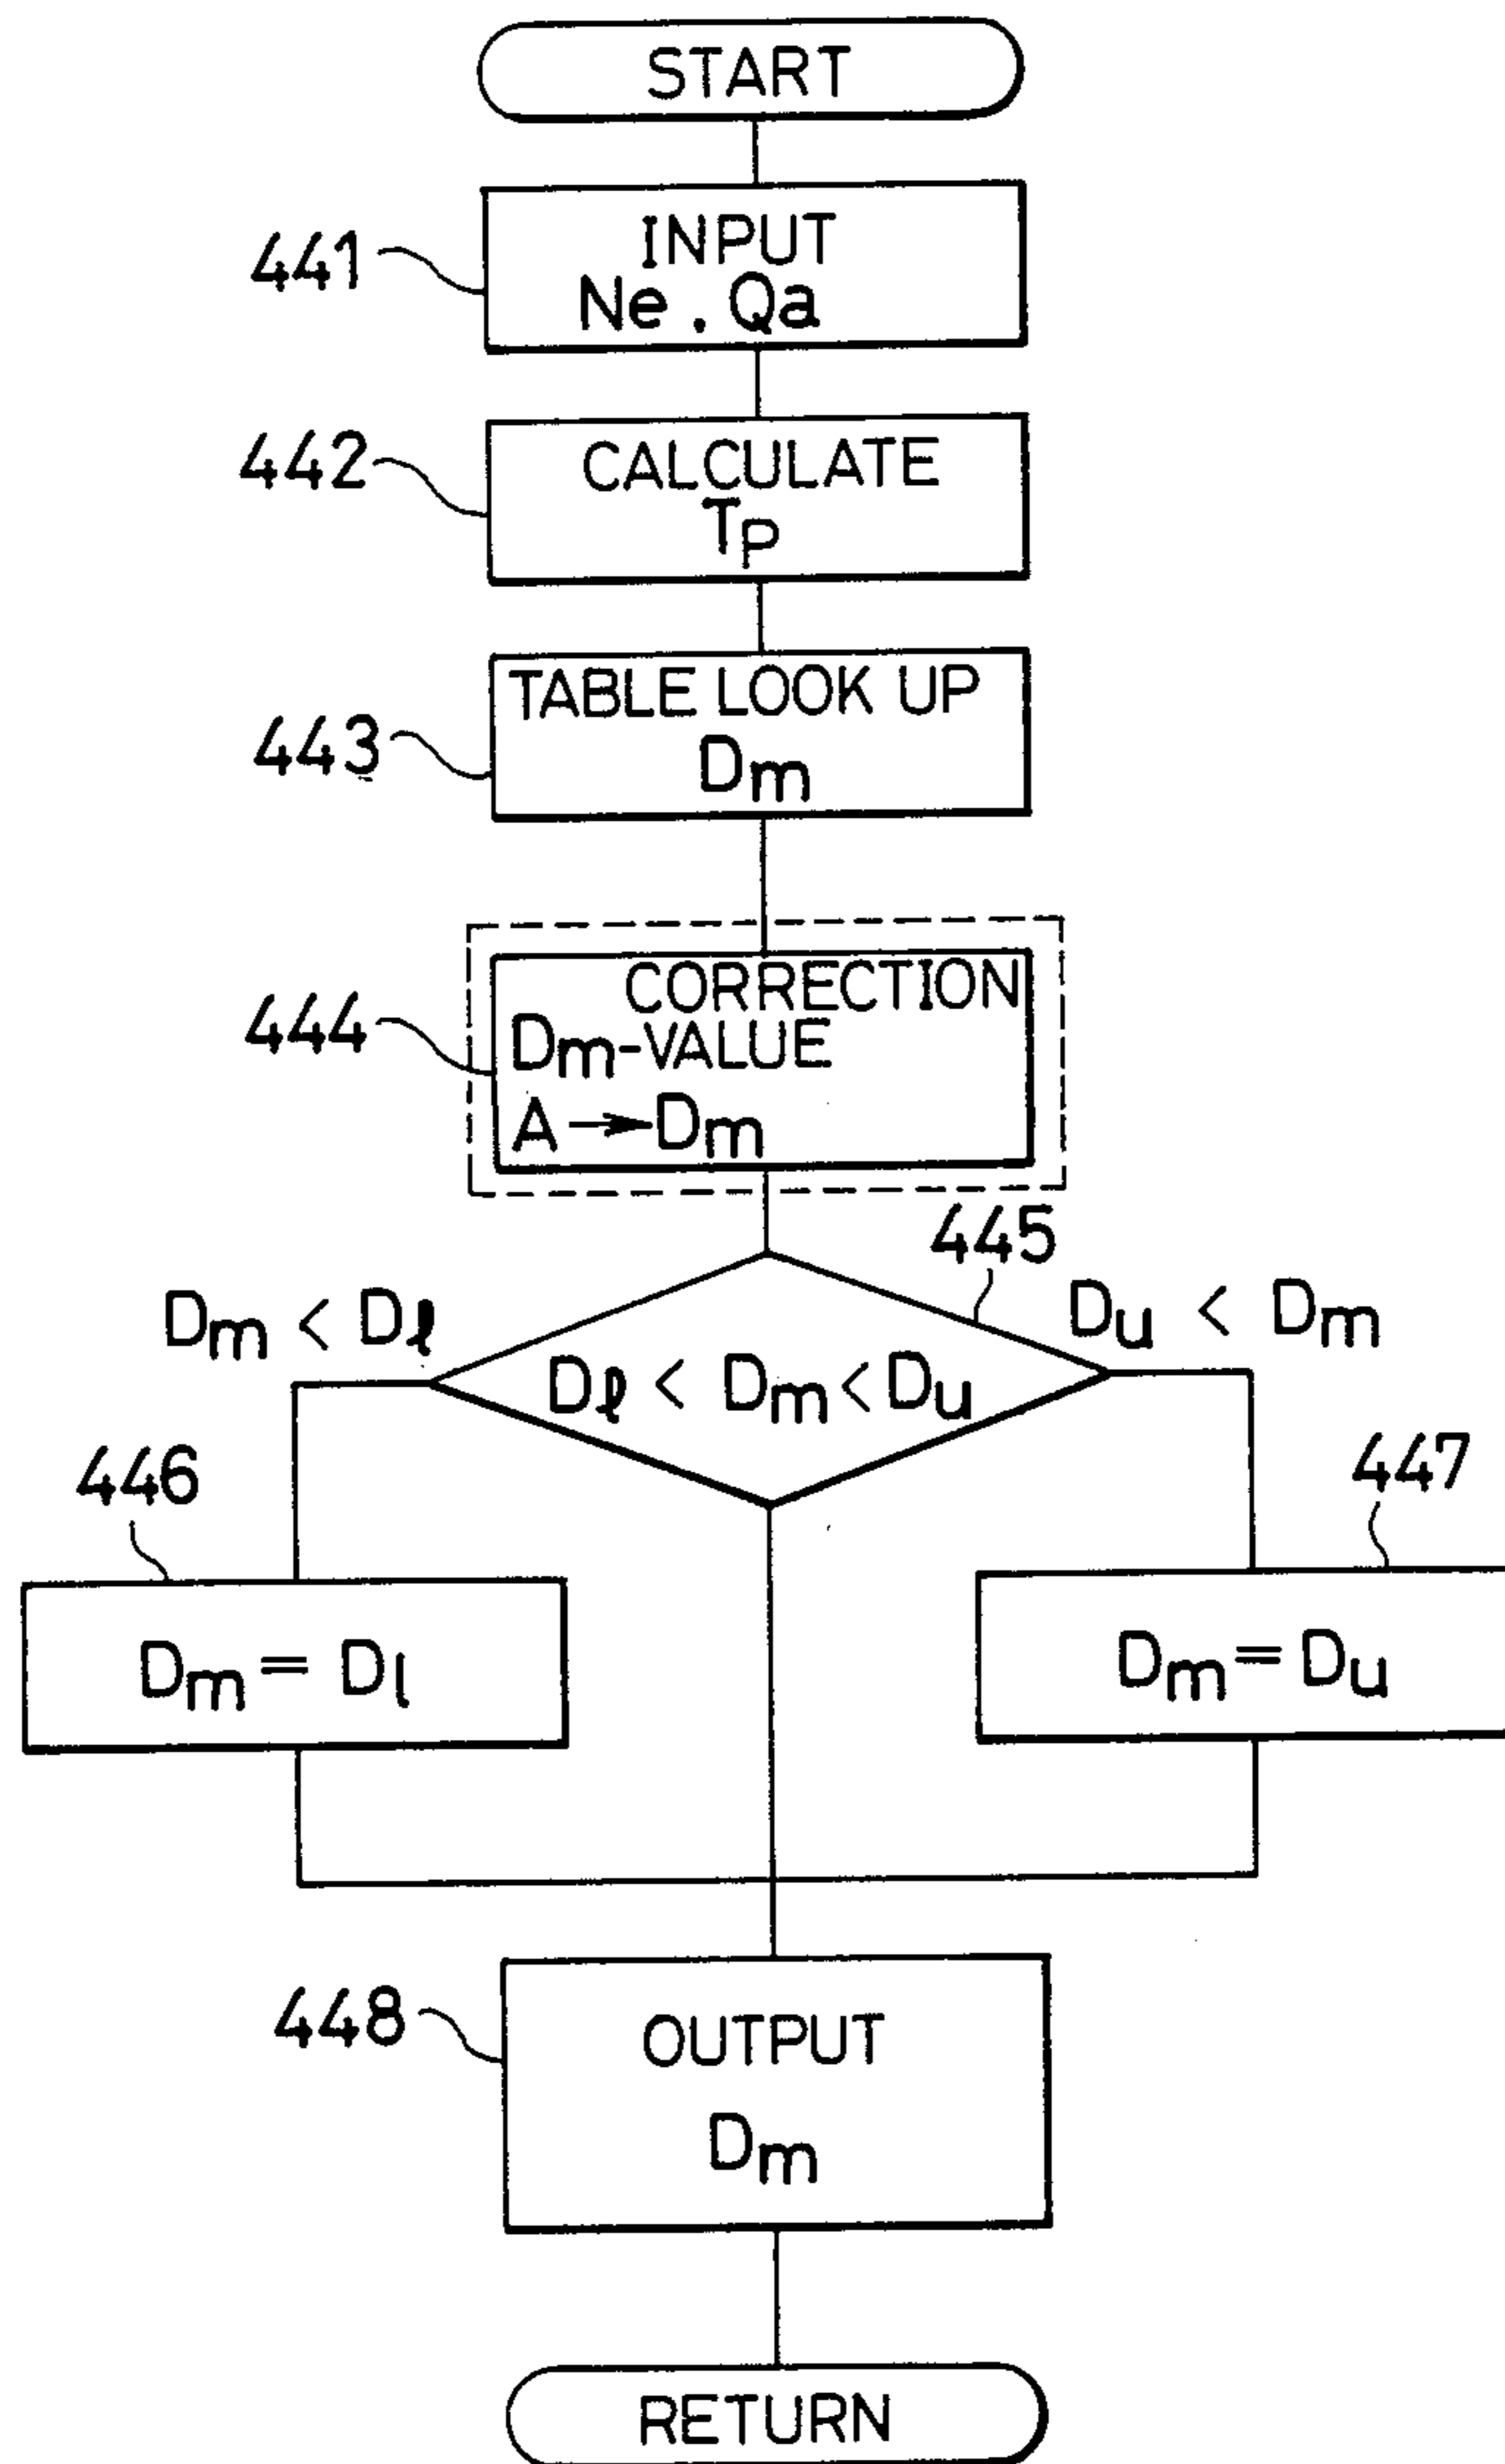 START
441
INPUT
Ne . Qa
442
CALCULATE
Tp
443
TABLE LOOK UP
Dm
444
CORRECTION
Dm-VALUE
A → Dm
445
Dm < Dl
Du < Dm
Dl < Dm < Du
446
447
Dm = Dl
Dm = Du
448
OUTPUT
Dm
RETURN